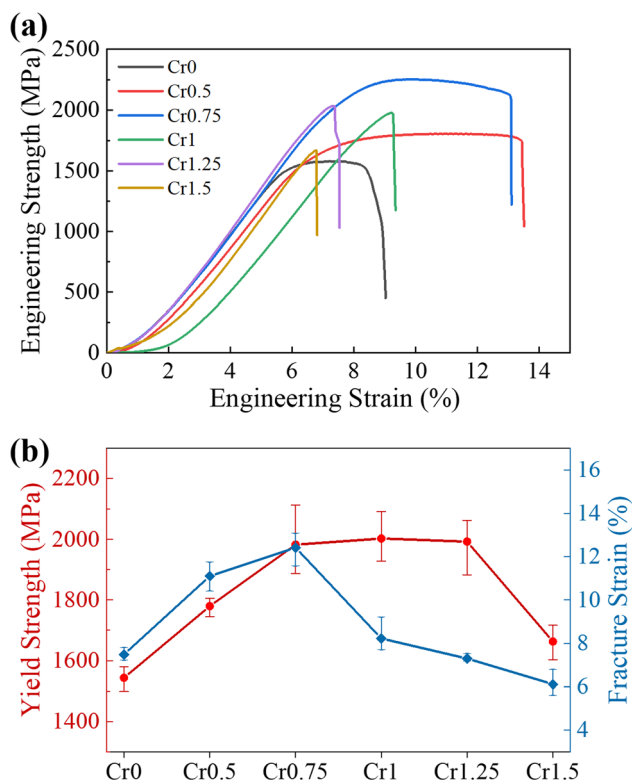 (a)
Engineering Strength (MPa)
2500
2000
1500
1000
500
0
Cr0
Cr0.5
Cr0.75
Cr1
Cr1.25
Cr1.5
0 2 4 6 8 10 12 14
Engineering Strain (%)
(b)
Yield Strength (MPa)
2200
2000
1800
1600
1400
16
14
12
10
8
6
4
Fracture Strain (%)
Cr0 Cr0.5 Cr0.75 Cr1 Cr1.25 Cr1.5